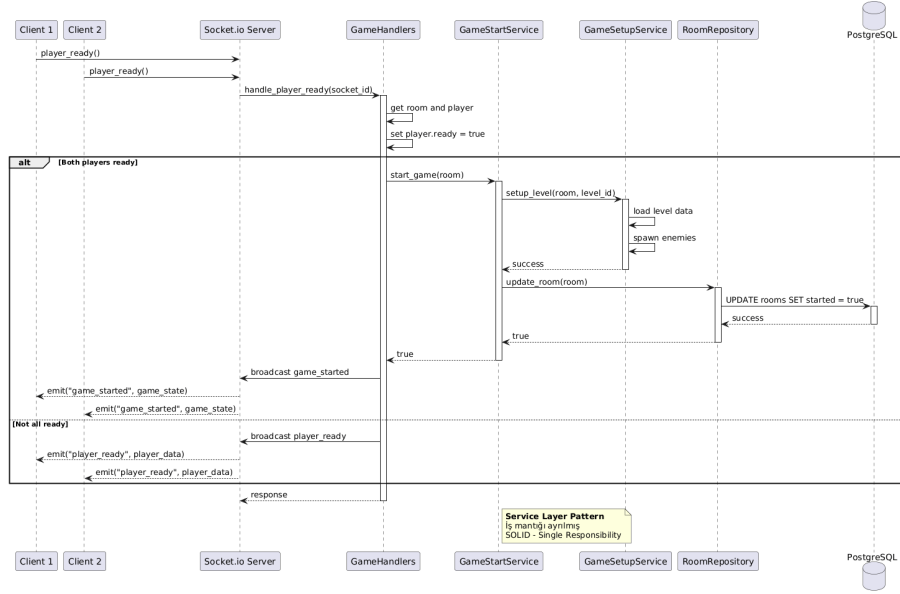 Client 1 Client 2 Socket.io Server GameHandlers GameStartService GameSetupService RoomRepository PostgreSQL
player_ready()
player_ready()
handle_player_ready(socket_id)
get room and player
set player.ready = true
alt [Both players ready]
start_game(room)
setup_level(room, level_id)
load level data
spawn enemies
success
update_room(room)
UPDATE rooms SET started = true
success
true
true
broadcast game_started
emit("game_started", game_state)
emit("game_started", game_state)
[Not all ready]
broadcast player_ready
emit("player_ready", player_data)
emit("player_ready", player_data)
response
Service Layer Pattern
İş mantığı ayrılmış
SOLID - Single Responsibility
Client 1 Client 2 Socket.io Server GameHandlers GameStartService GameSetupService RoomRepository PostgreSQL